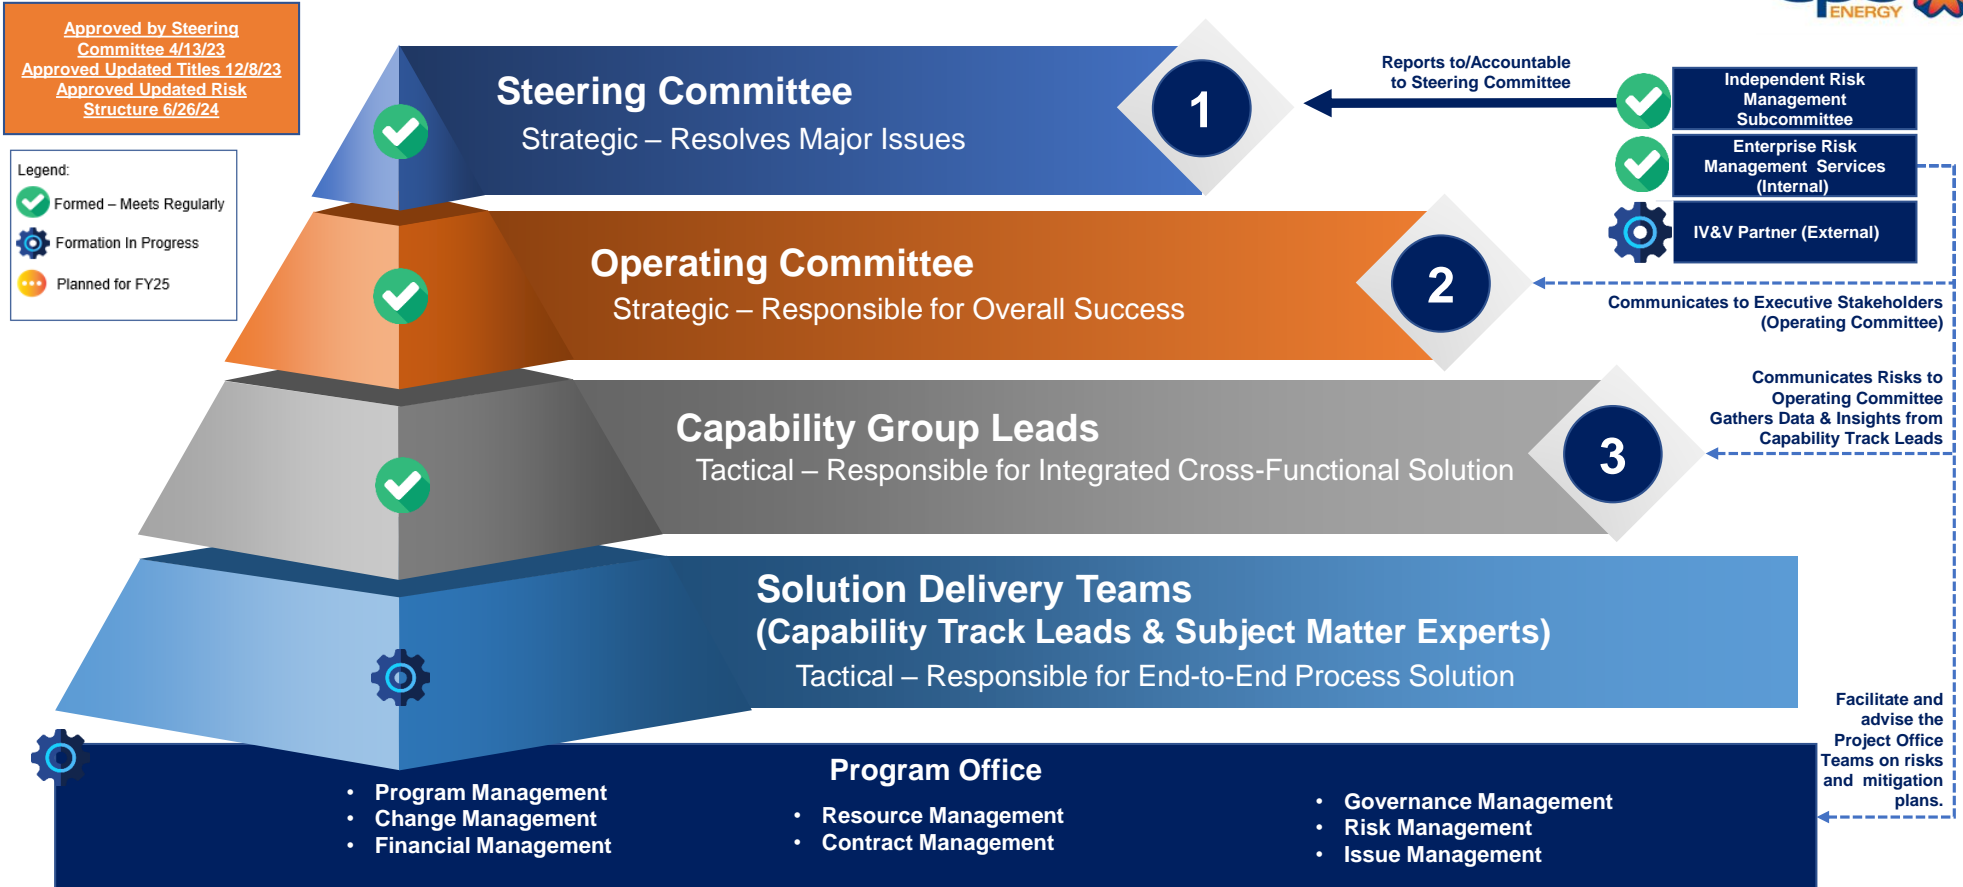 Approved by Steering
Committee 4/13/23
Approved Updated Titles 12/8/23
Approved Updated Risk
Structure 6/26/24
Legend:
Formed – Meets Regularly
Formation In Progress
Planned for FY25
Steering Committee
Strategic – Resolves Major Issues
1
Reports to/Accountable
to Steering Committee
ENERGY
Independent Risk
Management
Subcommittee
Enterprise Risk
Management Services
(Internal)
IV&V Partner (External)
Operating Committee
Strategic – Responsible for Overall Success
2
Communicates to Executive Stakeholders
(Operating Committee)
Capability Group Leads
Tactical – Responsible for Integrated Cross-Functional Solution
3
Communicates Risks to
Operating Committee
Gathers Data & Insights from
Capability Track Leads
Solution Delivery Teams
(Capability Track Leads & Subject Matter Experts)
Tactical – Responsible for End-to-End Process Solution
Facilitate and
advise the
Project Office
Teams on risks
and mitigation
plans.
Program Office
• Program Management
• Change Management
• Financial Management
• Resource Management
• Contract Management
• Governance Management
• Risk Management
• Issue Management